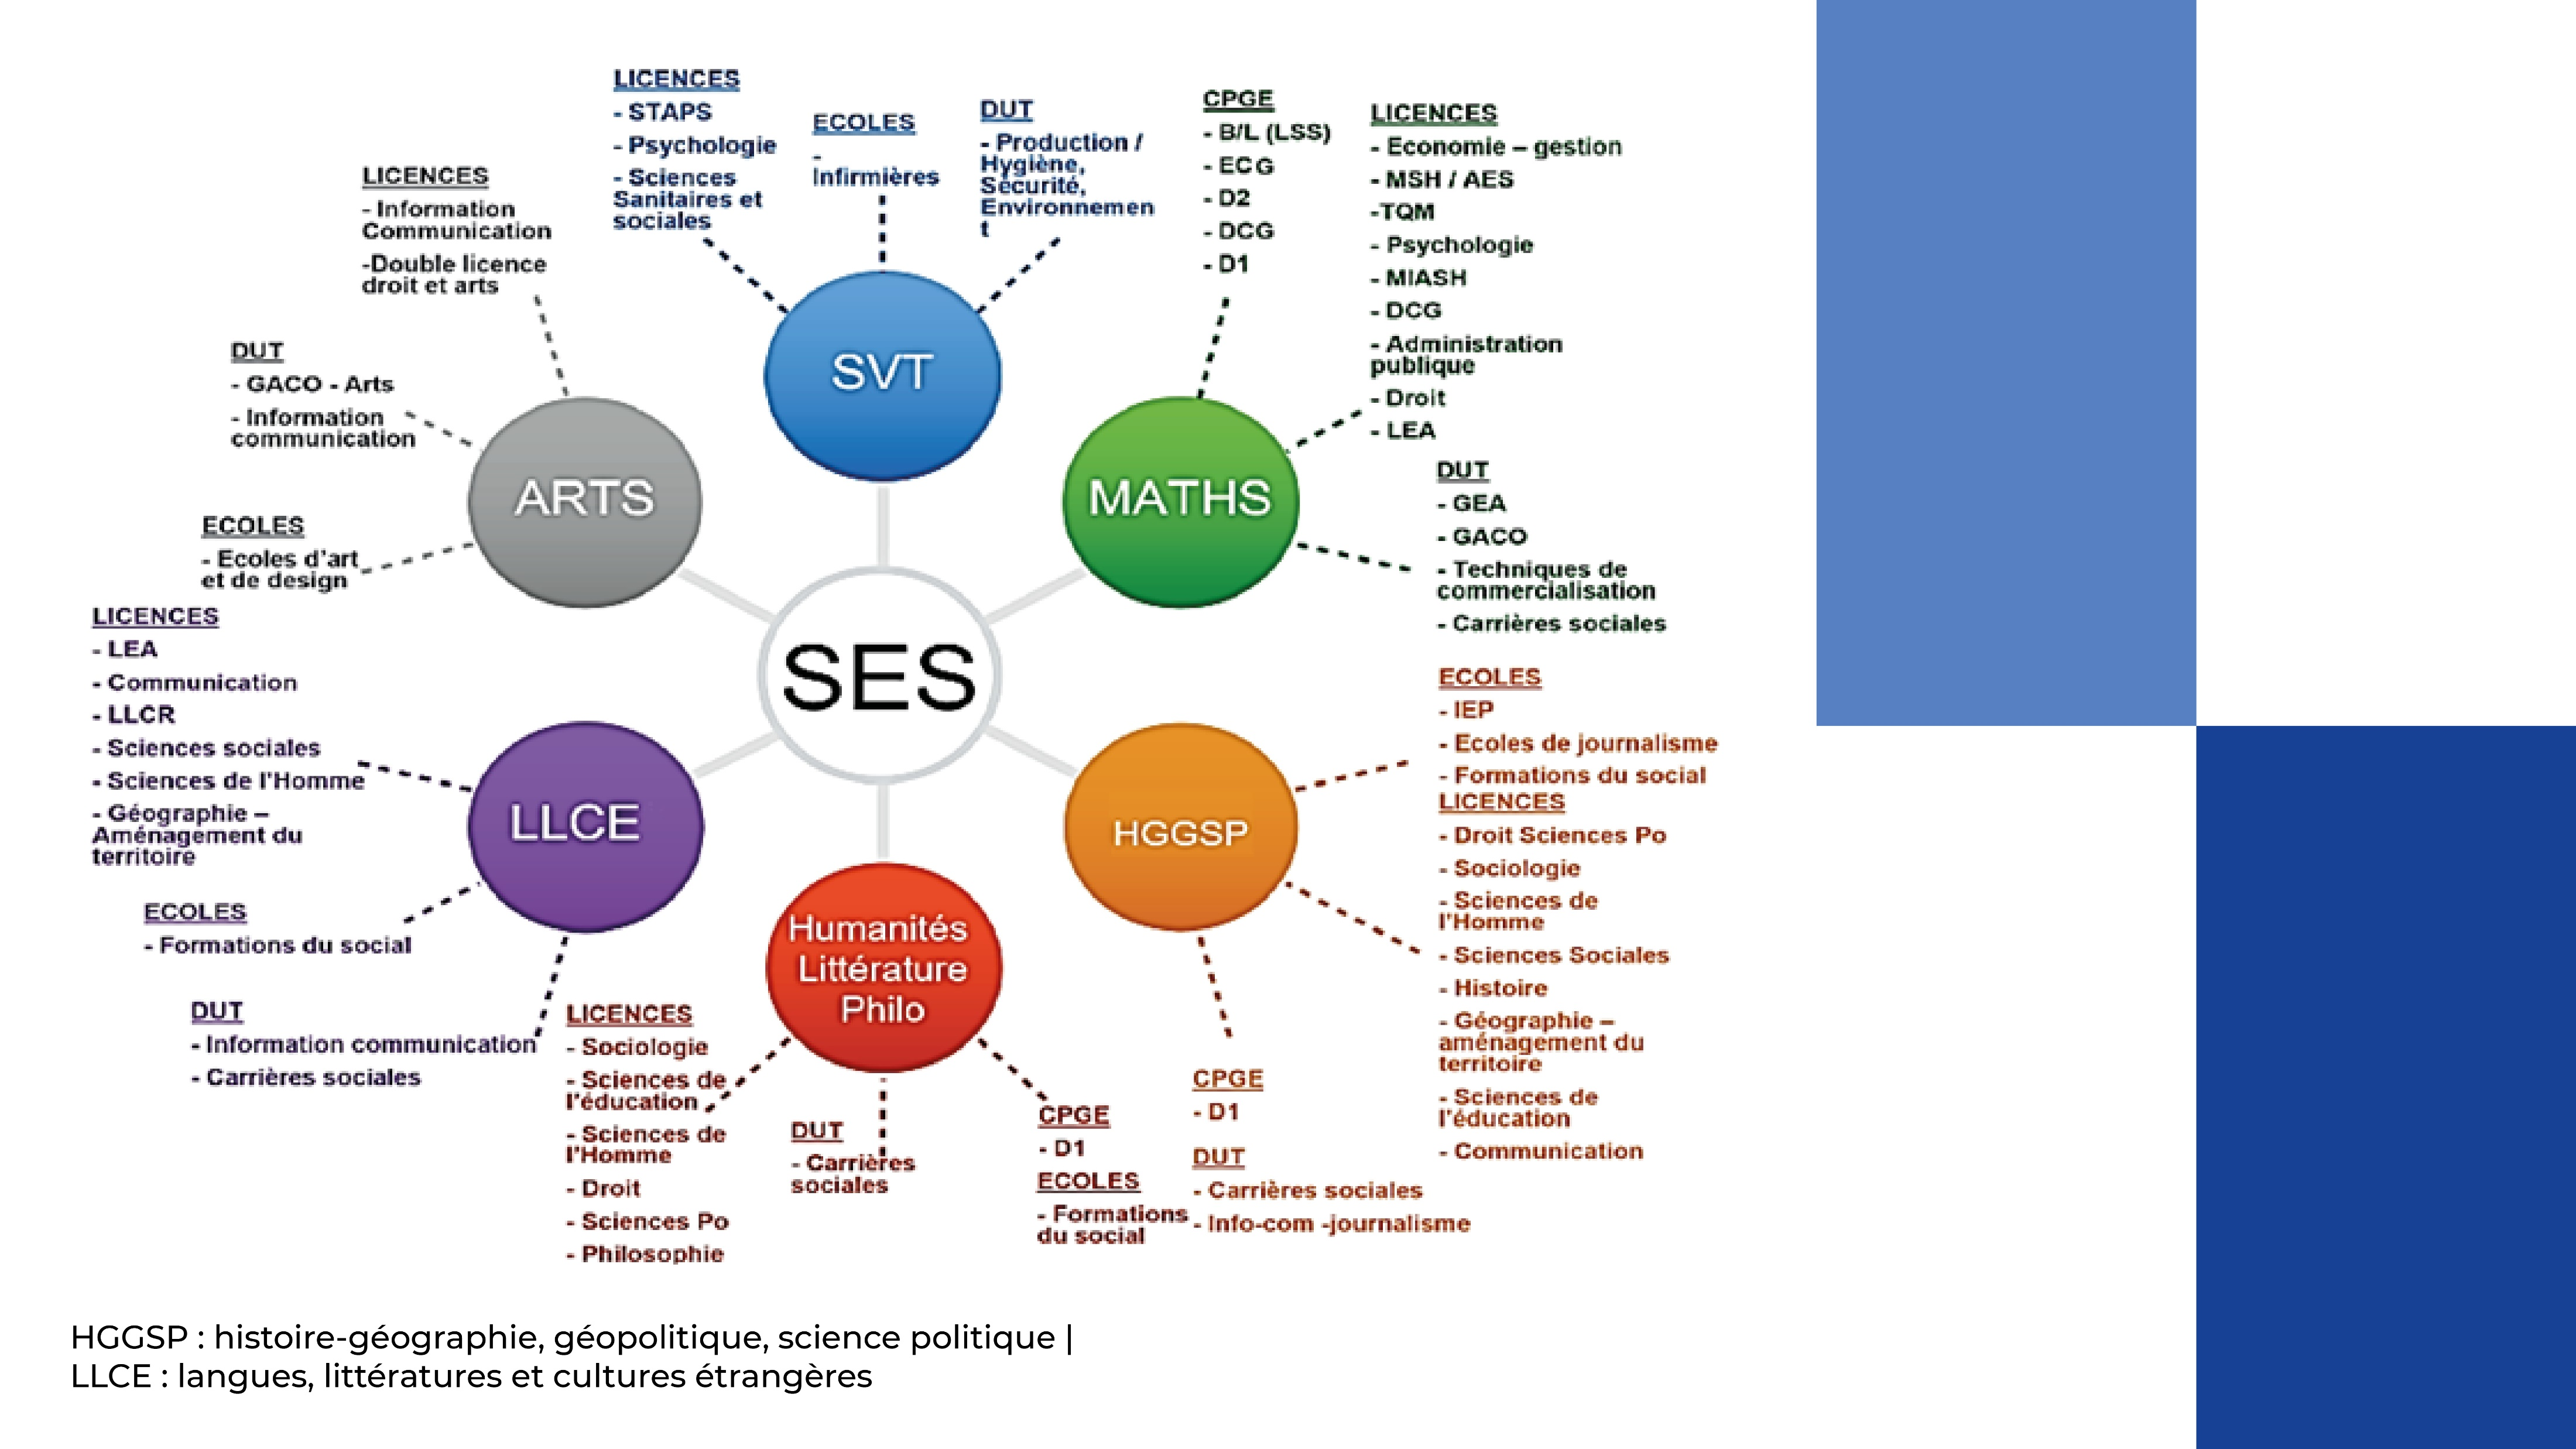 LICENCES
- STAPS
- Psychologie
- Sciences
Sanitaires et
sociales
ECOLES
-
Infirmières
DUT
- Production /
Hygiène,
Sécurité,
Environnemen
t
CPGE
- B/L (LSS)
- ECG
- D2
- DCG
- D1
LICENCES
- Economie – gestion
- MSH / AES
-TQM
- Psychologie
- MIASH
- DCG
- Administration
publique
- Droit
- LEA
LICENCES
- Information
Communication
-Double licence
droit et arts
DUT
- GACO - Arts
- Information
communication
ECOLES
- Ecoles d'art
et de design
SVT
ARTS
MATHS
DUT
- GEA
- GACO
- Techniques de
commercialisation
- Carrières sociales
SES
LICENCES
- LEA
- Communication
- LLCR
- Sciences sociales
- Sciences de l'Homme
- Géographie –
Aménagement du
territoire
ECOLES
- Formations du social
DUT
- Information communication
- Carrières sociales
LLCE
HGGSP
Humanités
Littérature
Philo
ECOLES
- IEP
- Ecoles de journalisme
- Formations du social
LICENCES
- Droit Sciences Po
- Sociologie
- Sciences de
l'Homme
- Sciences Sociales
- Histoire
- Géographie –
aménagement du
territoire
- Sciences de
l'éducation
- Communication
LICENCES
- Sociologie
- Sciences de
l'éducation
- Sciences de
l'Homme
- Droit
- Sciences Po
- Philosophie
DUT
- Carrières
sociales
CPGE
- D1
ECOLES
- Formations
du social
CPGE
- D1
DUT
- Carrières sociales
- Info-com -journalisme
HGGSP : histoire-géographie, géopolitique, science politique |
LLCE : langues, littératures et cultures étrangères